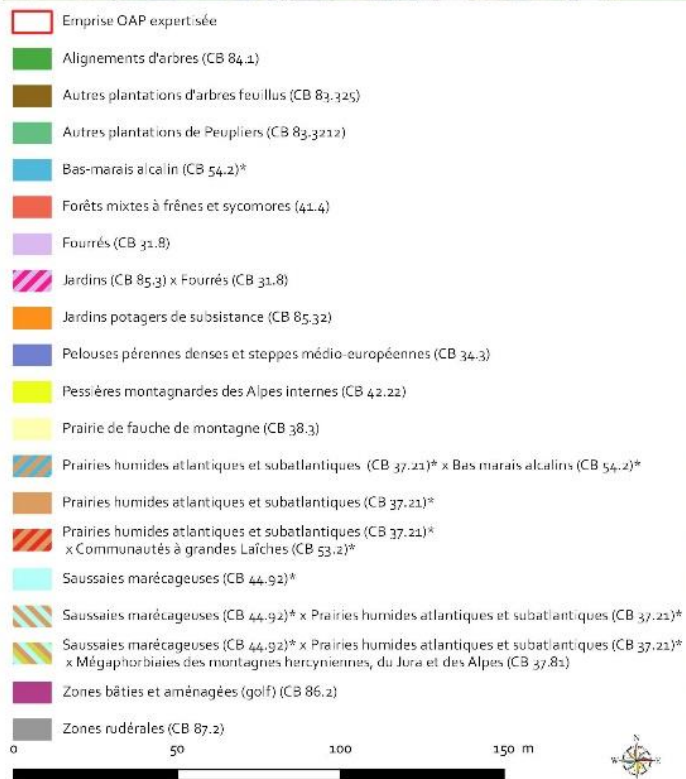 Emprise OAP expertisée
Alignements d'arbres (CB 84.1)
Autres plantations d'arbres feuillus (CB 83.325)
Autres plantations de Peupliers (CB 83.3212)
Bas-marais alcalin (CB 54.2)*
Forêts mixtes à frênes et sycomores (41.4)
Fourrés (CB 31.8)
Jardins (CB 85.3) x Fourrés (CB 31.8)
Jardins potagers de subsistance (CB 85.32)
Pelouses pérennes denses et steppes médio-européennes (CB 34.3)
Pessières montagnardes des Alpes internes (CB 42.22)
Prairie de fauche de montagne (CB 38.3)
Prairies humides atlantiques et subatlantiques (CB 37.21)* x Bas marais alcalins (CB 54.2)*
Prairies humides atlantiques et subatlantiques (CB 37.21)*
Prairies humides atlantiques et subatlantiques (CB 37.21)*
x Communautés à grandes Laîches (CB 53.2)*
Saussaies marécageuses (CB 44.92)*
Saussaies marécageuses (CB 44.92)* x Prairies humides atlantiques et subatlantiques (CB 37.21)*
Saussaies marécageuses (CB 44.92)* x Prairies humides atlantiques et subatlantiques (CB 37.21)*
x Mégaphorbiaies des montagnes hercyniennes, du Jura et des Alpes (CB 37.81)
Zones bâties et aménagées (golf) (CB 86.2)
Zones rudérales (CB 87.2)
0 50 100 150 m
N
W E
S